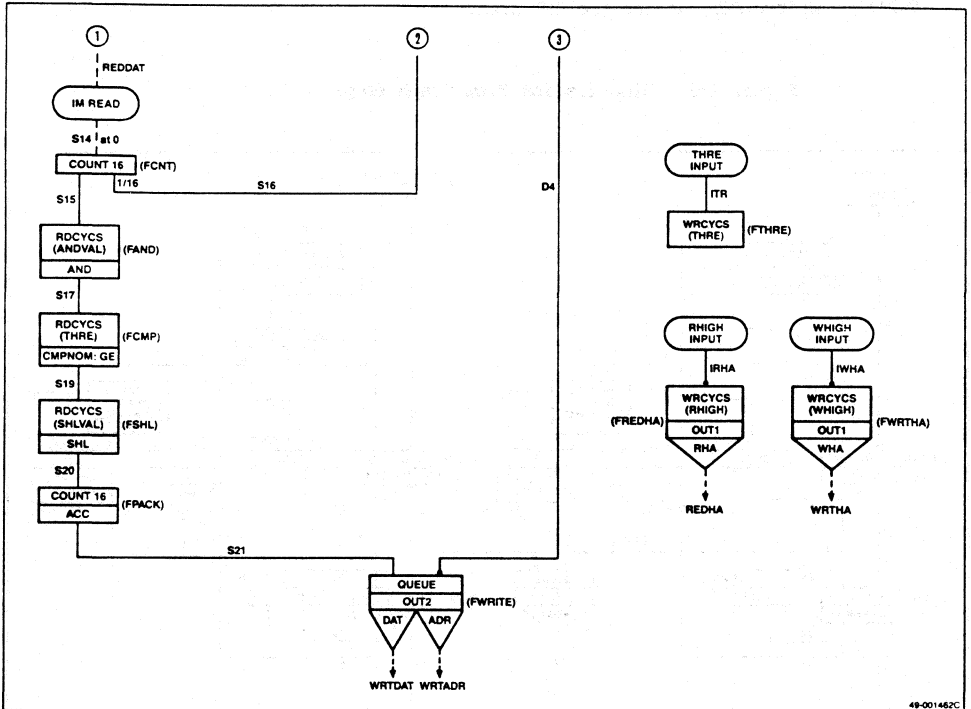 1
2
3
REDDAT
IM READ
S14
at 0
COUNT 16
(FCNT)
1/16
S16
S15
D4
RDCYCS
(ANDVAL)
AND
(FAND)
S17
RDCYCS
(THRE)
CMPNOM: GE
(FCMP)
S19
RDCYCS
(SHLVAL)
SHL
(FSHL)
S20
COUNT 16
ACC
(FPACK)
S21
QUEUE
OUT2
(FWRITE)
DAT
ADR
WRTDAT
WRTADR
THRE
INPUT
ITR
WRCYCS
(THRE)
(FTHRE)
RHIGH
INPUT
IRHA
WRCYCS
(RHIGH)
(FREDHA)
OUT1
RHA
REDHA
WHIGH
INPUT
IWHA
WRCYCS
(WHIGH)
OUT1
(FWRTHA)
WHA
WRTHA
49-001462C